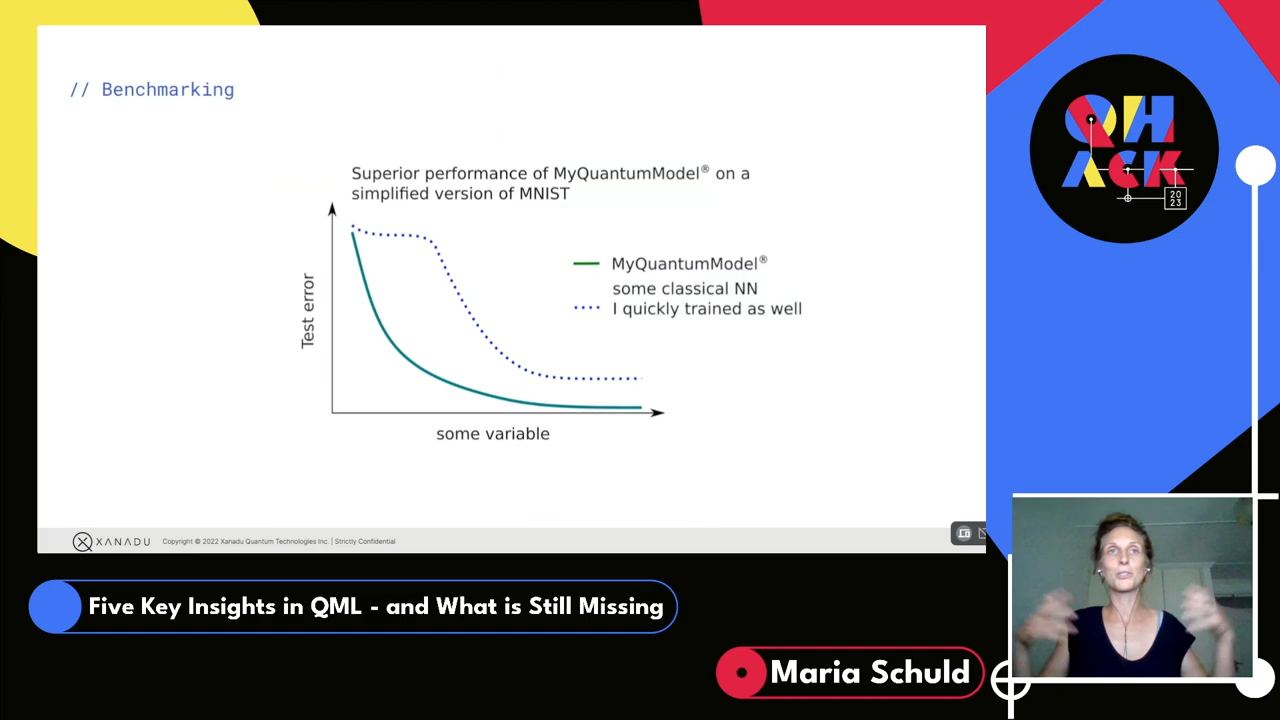 // Benchmarking
Superior performance of MyQuantumModel® on a
simplified version of MNIST
Test error
MyQuantumModel®
some classical NN
I quickly trained as well
some variable
XANADU
Copyright © 2022 Xanadu Quantum Technologies Inc. | Strictly Confidential
QH
ACK
20
23
Five Key Insights in QML - and What is Still Missing
Maria Schuld